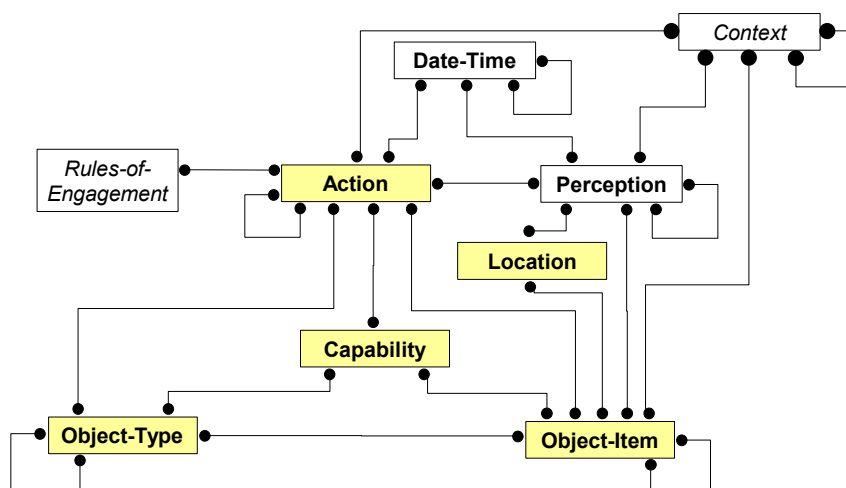 Context
Date-Time
Rules-of-
Engagement
Action
Perception
Location
Capability
Object-Type
Object-Item